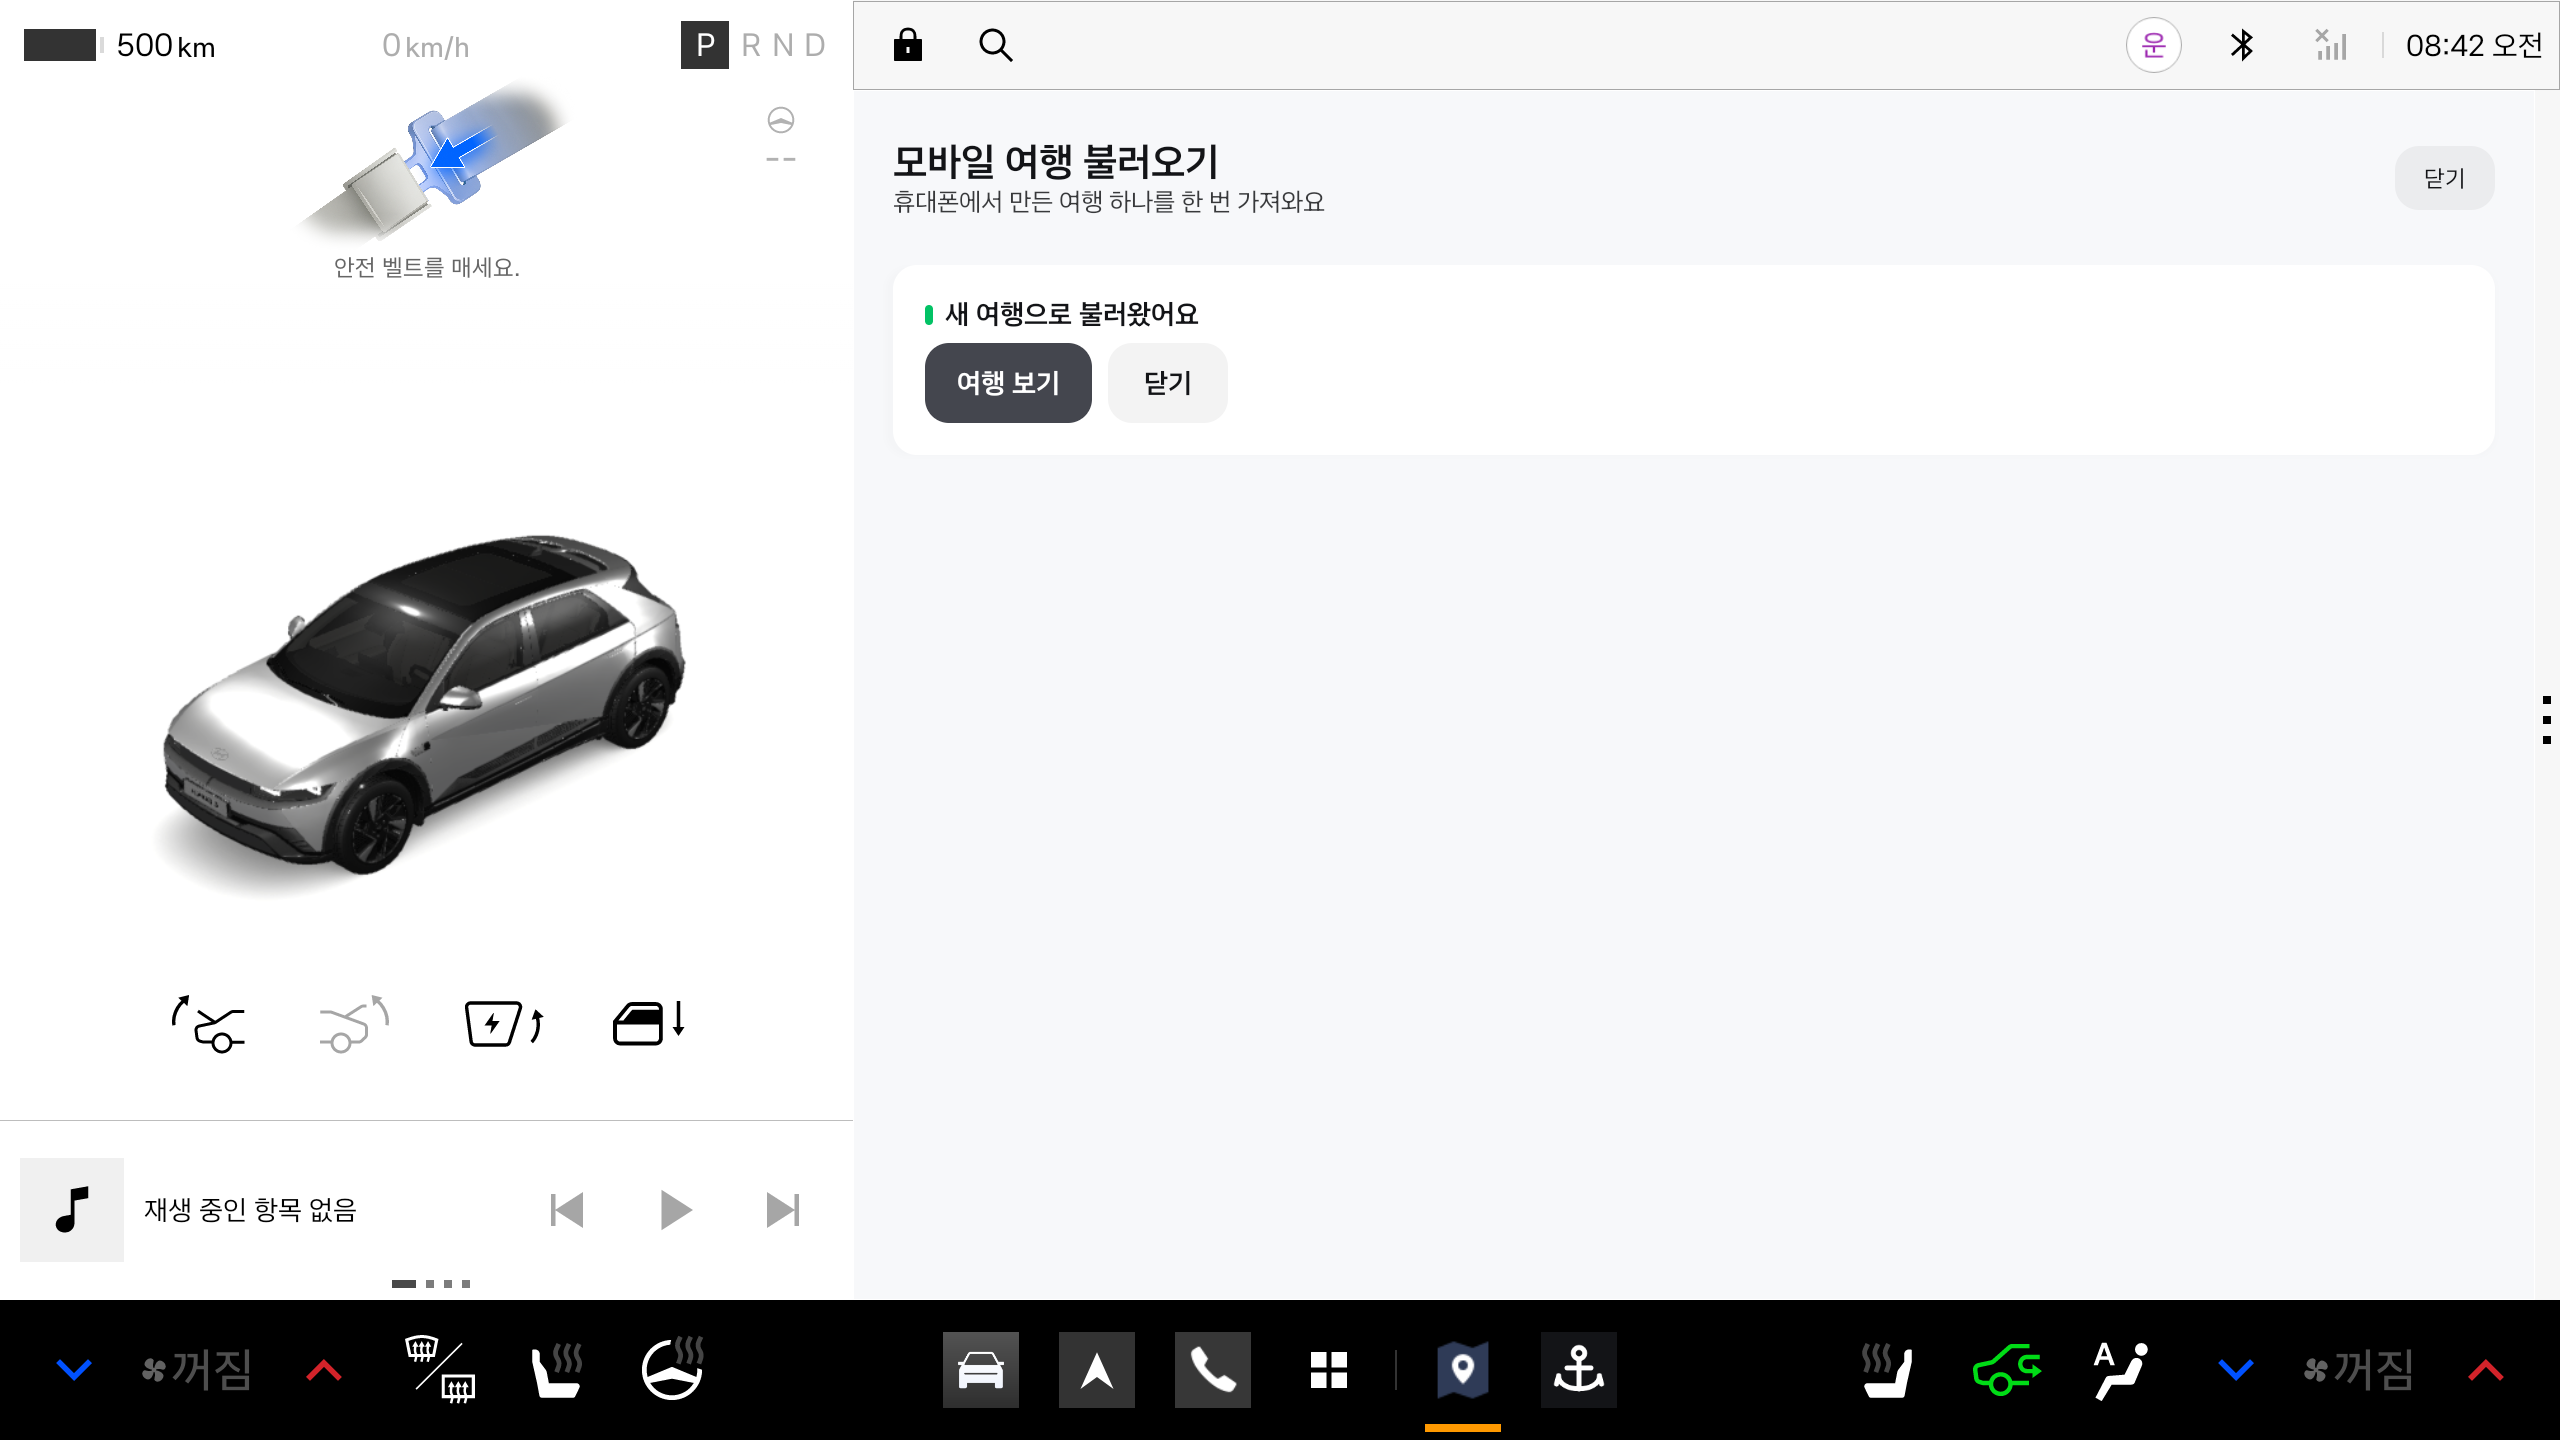 500 km
0 km/h
P R N D
운
08:42 오전
안전 벨트를 매세요.
모바일 여행 불러오기
휴대폰에서 만든 여행 하나를 한 번 가져와요
닫기
새 여행으로 불러왔어요
여행 보기
닫기
재생 중인 항목 없음
꺼짐
A
꺼짐